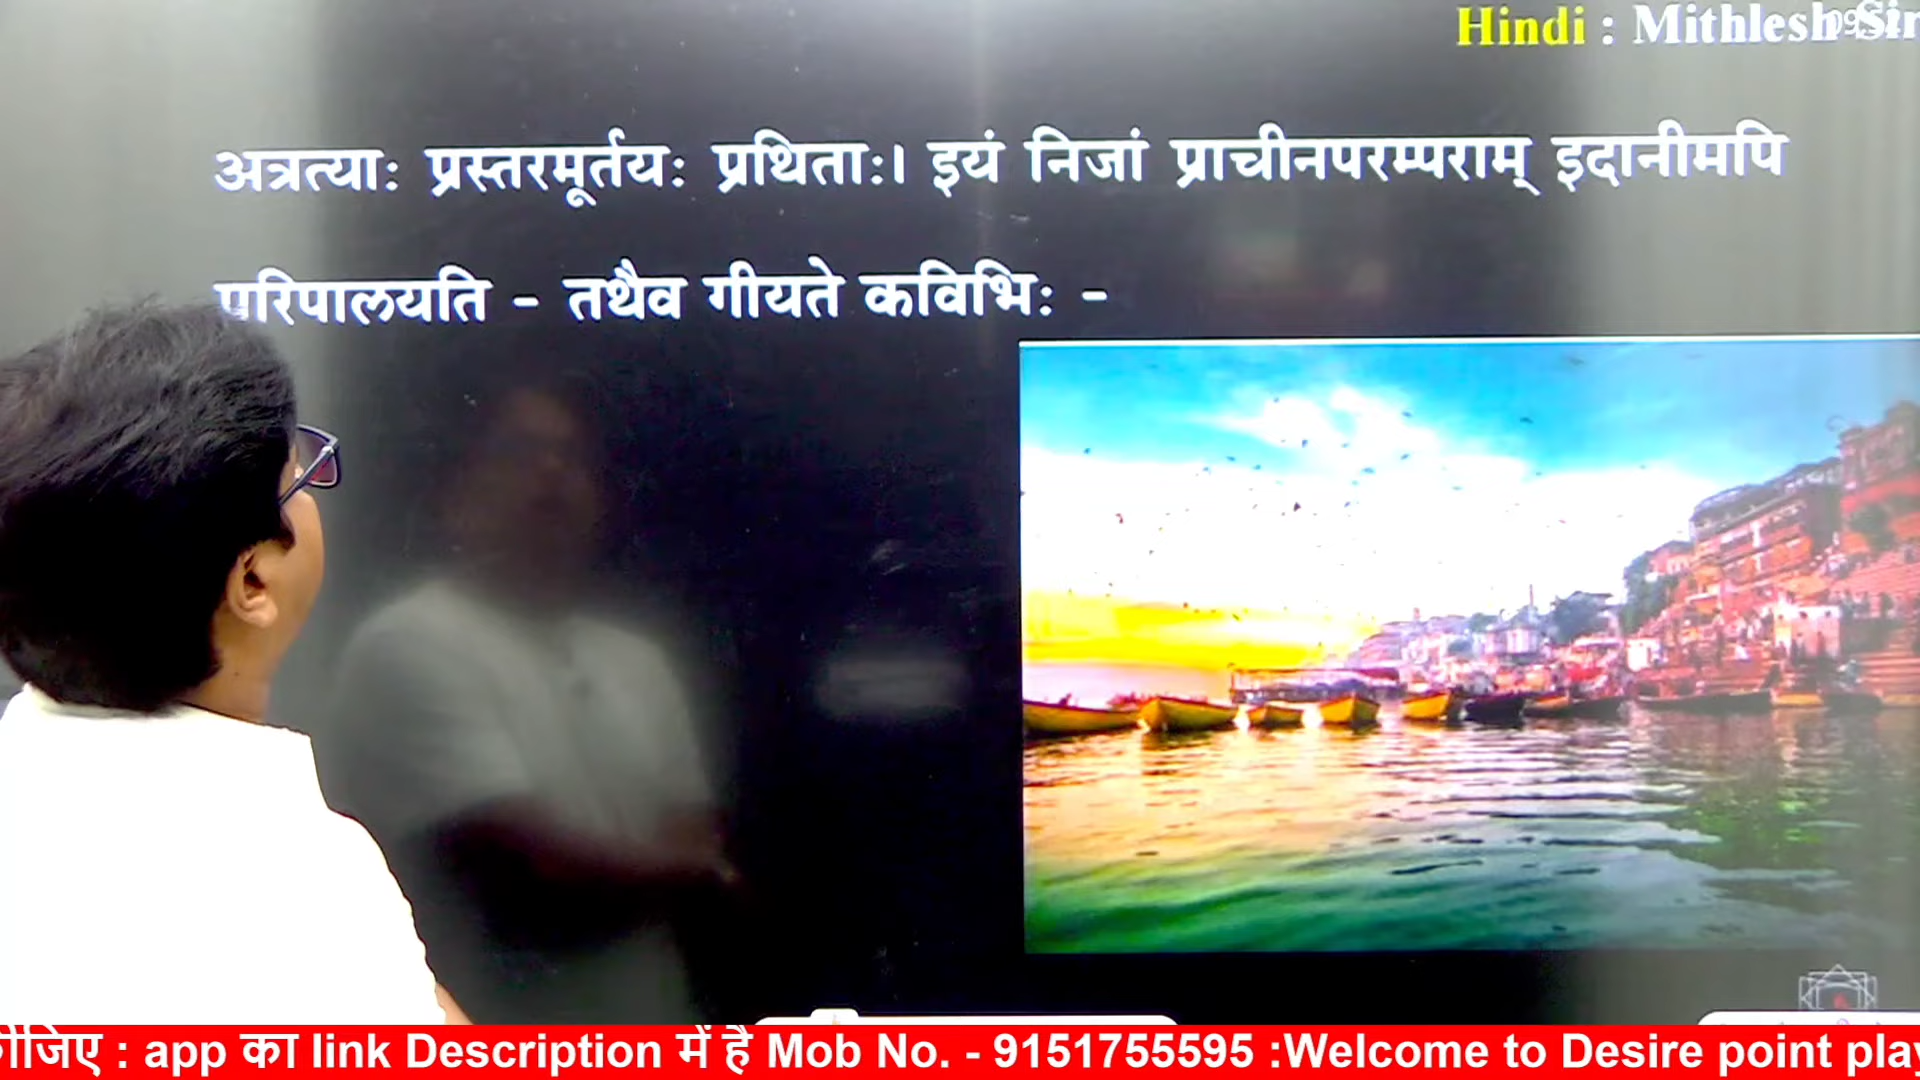 Hindi : Mithlesh Sir
अत्रत्याः प्रस्तरमूर्तयः प्रथिताः। इयं निजां प्राचीनपरम्पराम् इदानीमपि
परिपालयति - तथैव गीयते कविभिः -
जिए : app का link Description में है Mob No. - 9151755595 :Welcome to Desire point play